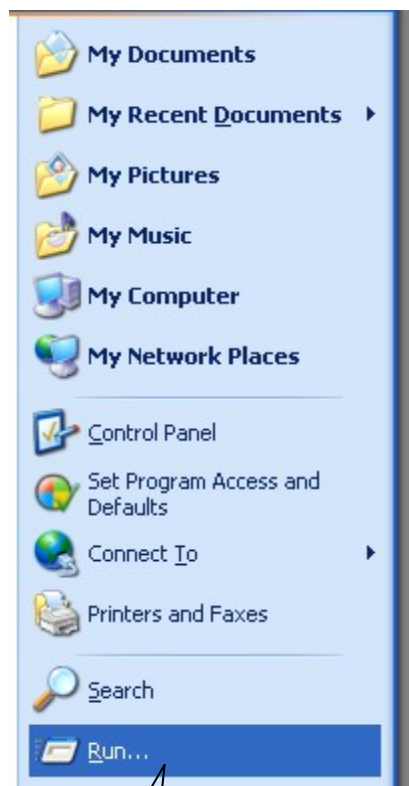 My Documents
My Recent Documents
My Pictures
My Music
My Computer
My Network Places
Control Panel
Set Program Access and
Defaults
Connect To
Printers and Faxes
Search
Run...